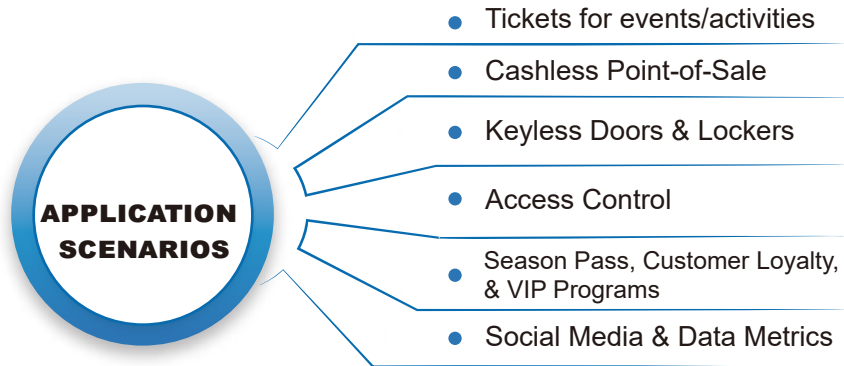 Tickets for events/activities
Cashless Point-of-Sale
Keyless Doors & Lockers
APPLICATION
SCENARIOS
Access Control
Season Pass, Customer Loyalty,
& VIP Programs
Social Media & Data Metrics